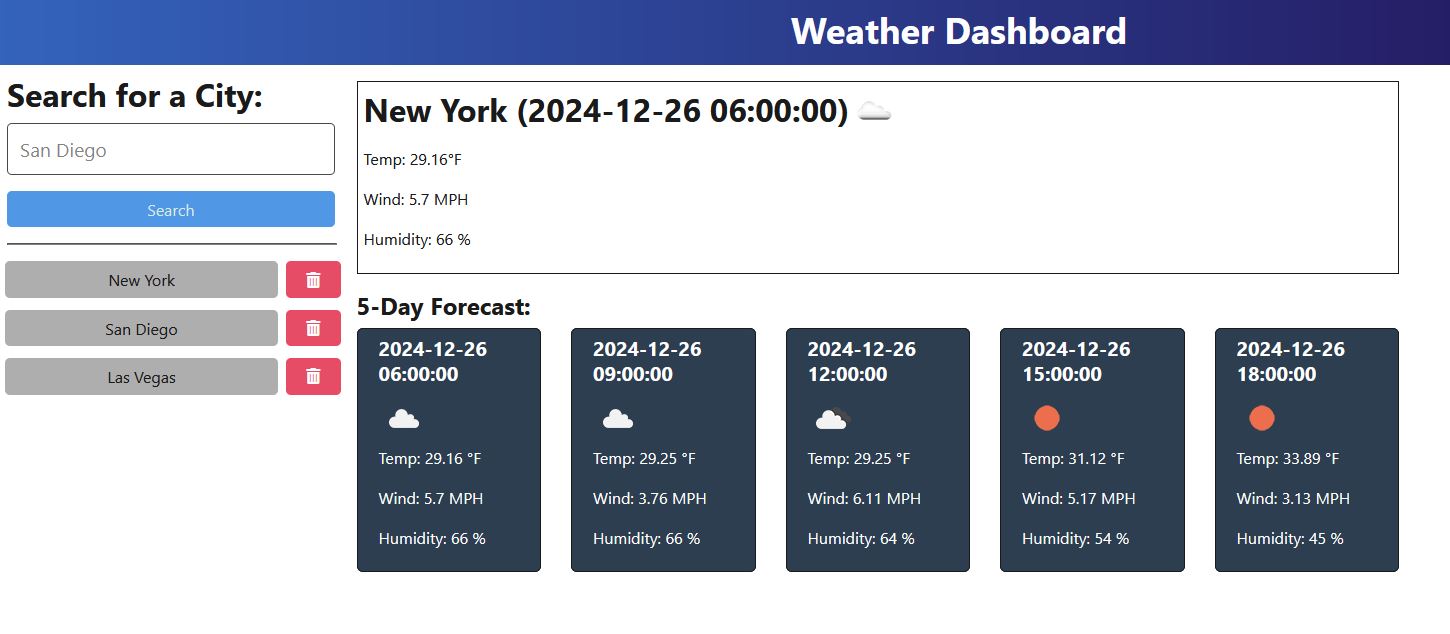 Weather Dashboard
Search for a City:
San Diego
Search
New York
San Diego
Las Vegas
New York (2024-12-26 06:00:00)
Temp: 29.16°F
Wind: 5.7 MPH
Humidity: 66 %
5-Day Forecast:
2024-12-26
06:00:00
Temp: 29.16 °F
Wind: 5.7 MPH
Humidity: 66 %
2024-12-26
09:00:00
Temp: 29.25 °F
Wind: 3.76 MPH
Humidity: 66 %
2024-12-26
12:00:00
Temp: 29.25 °F
Wind: 6.11 MPH
Humidity: 64 %
2024-12-26
15:00:00
Temp: 31.12 °F
Wind: 5.17 MPH
Humidity: 54 %
2024-12-26
18:00:00
Temp: 33.89 °F
Wind: 3.13 MPH
Humidity: 45 %